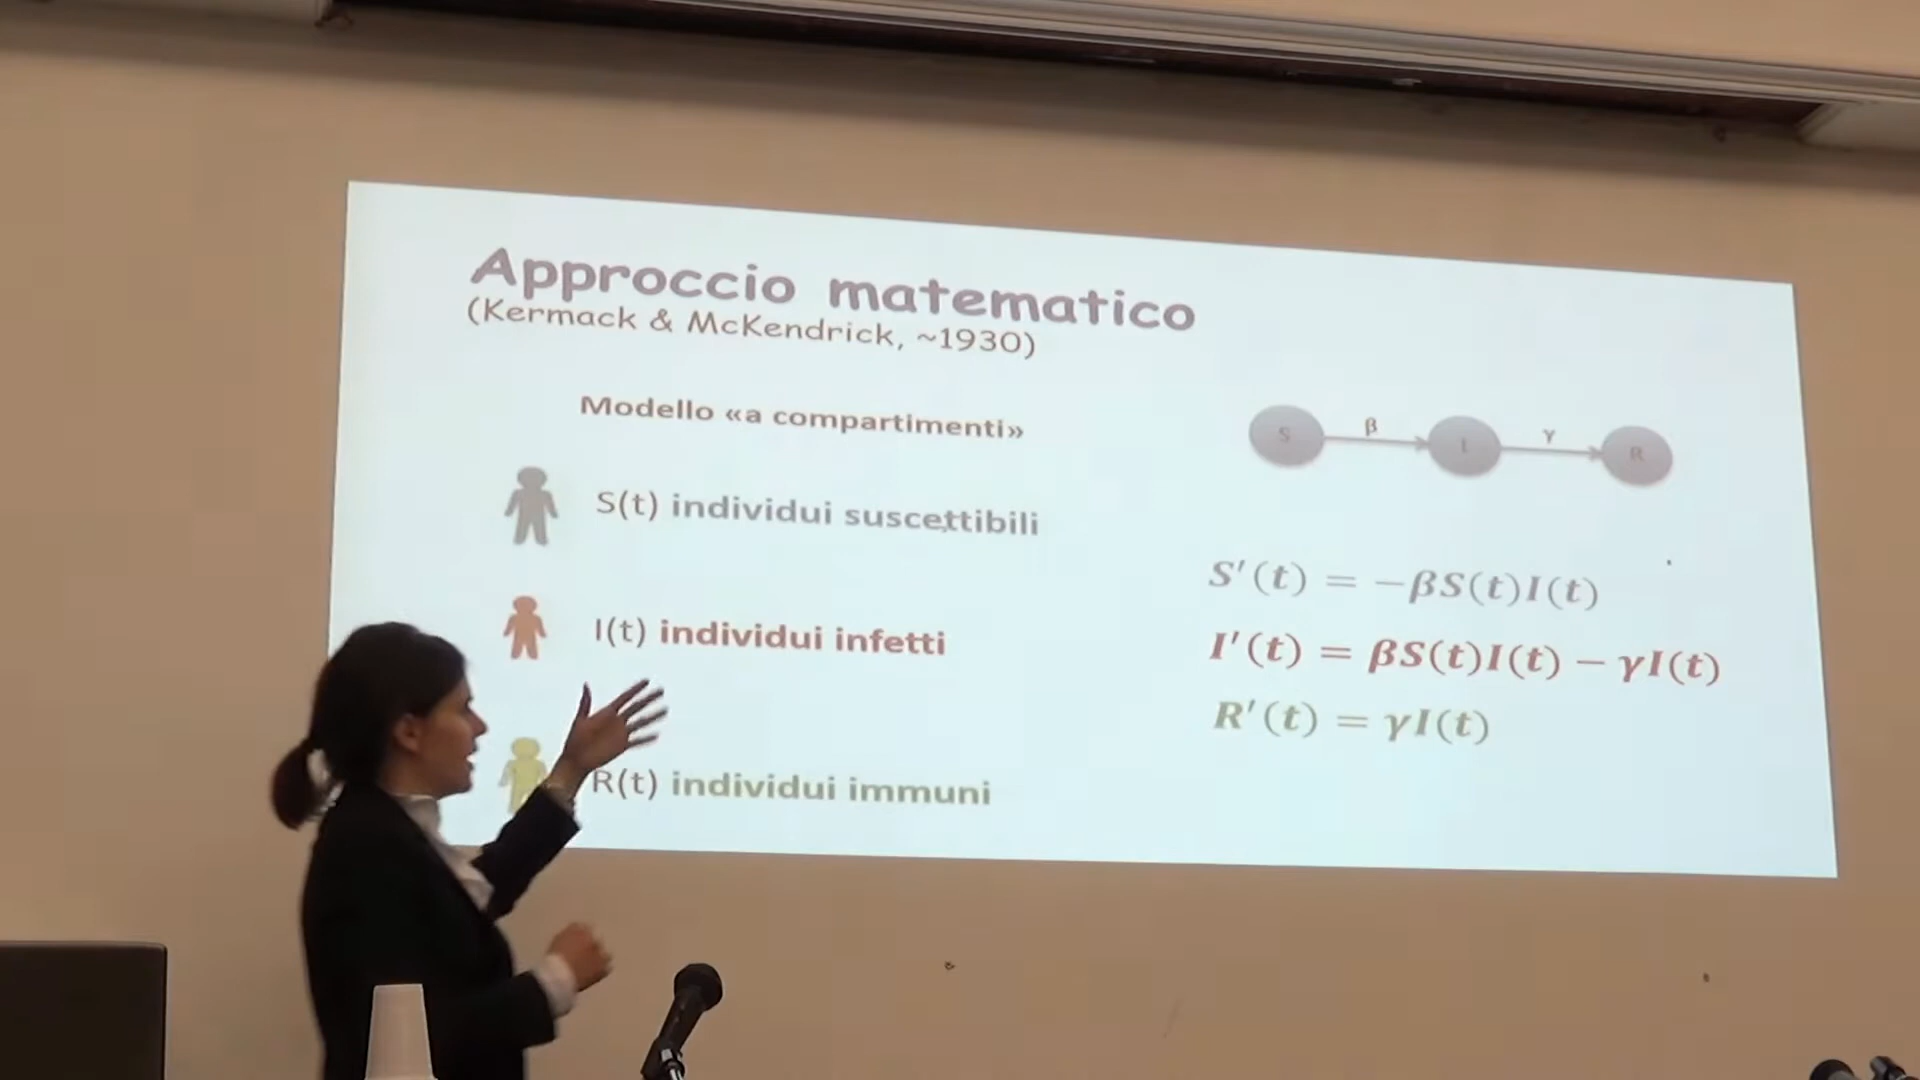 Approccio matematico
(Kermack & McKendrick, ~1930)
Modello «a compartimenti»
S(t) individui suscettibili
I(t) individui infetti
R(t) individui immuni
S β I γ R
S′(t) = −βS(t)I(t)
I′(t) = βS(t)I(t) − γI(t)
R′(t) = γI(t)